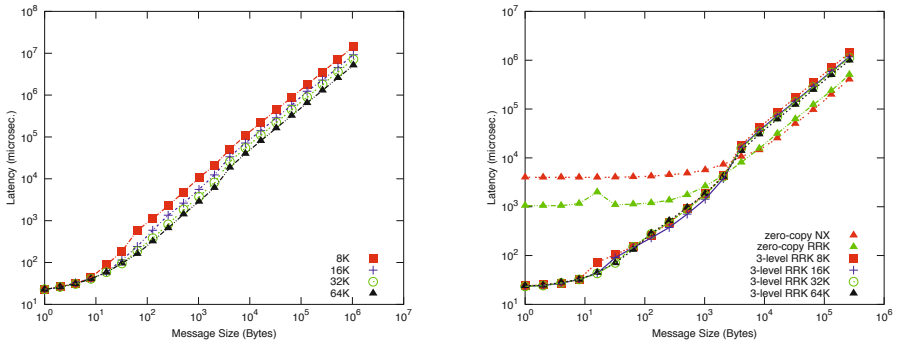 10^8
10^7
10^6
10^5
10^4
10^3
10^2
10^1
Latency (microsec.)
10^0 10^1 10^2 10^3 10^4 10^5 10^6 10^7
Message Size (Bytes)
8K
16K
32K
64K
10^7
10^6
10^5
10^4
10^3
10^2
10^1
Latency (microsec.)
10^0 10^1 10^2 10^3 10^4 10^5 10^6
Message Size (Bytes)
zero-copy NX
zero-copy RRK
3-level RRK 8K
3-level RRK 16K
3-level RRK 32K
3-level RRK 64K